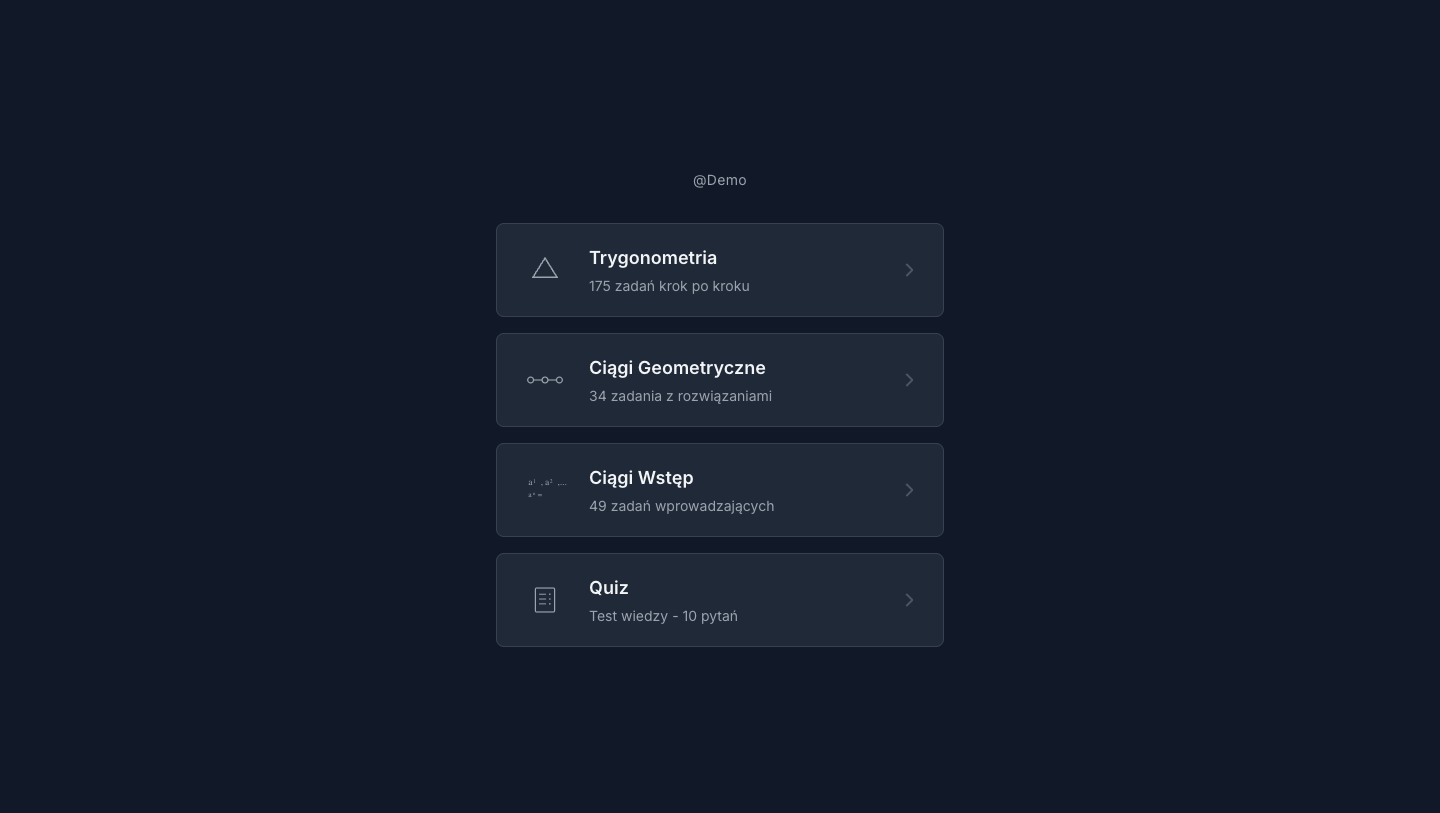 @Demo
Trygonometria
175 zadań krok po kroku
Ciągi Geometryczne
34 zadania z rozwiązaniami
Ciągi Wstęp
49 zadań wprowadzających
Quiz
Test wiedzy - 10 pytań